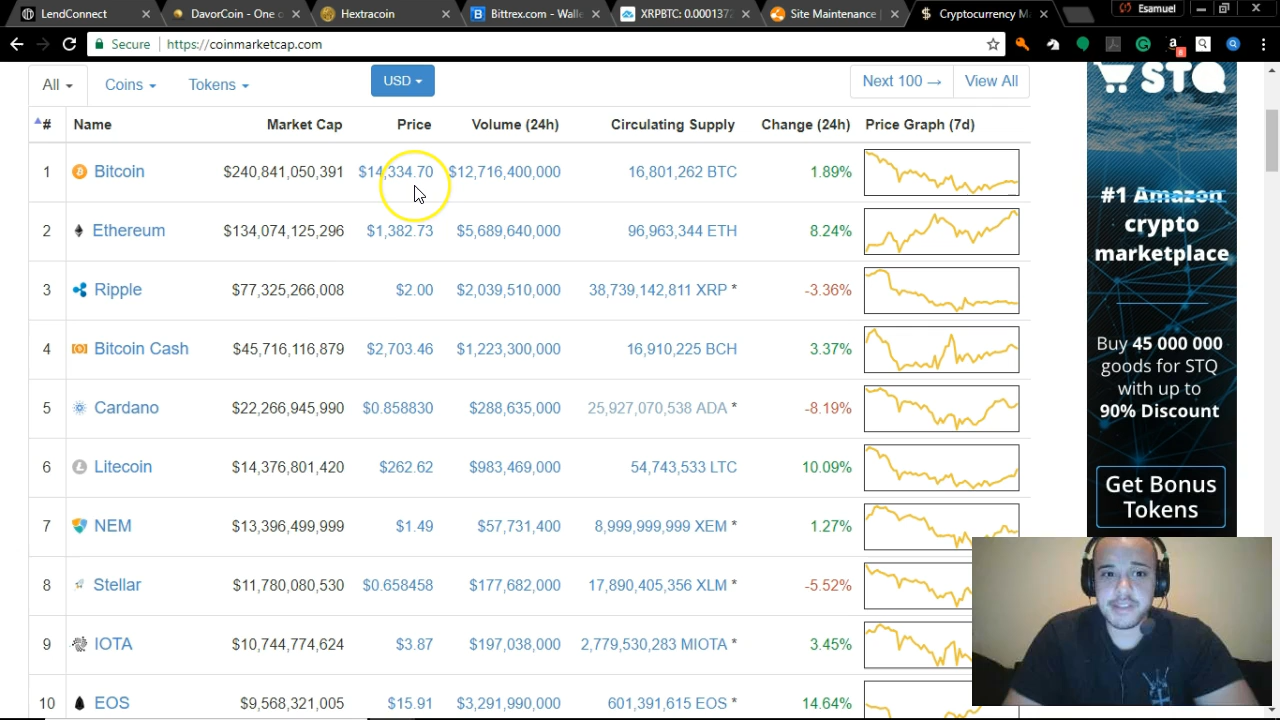 LendConnect
DavorCoin - One o
Hextracoin
Bittrex.com - Walle
XRPBTC: 0.000137
Site Maintenance |
Cryptocurrency M
Esamuel
Secure | https://coinmarketcap.com
All Coins Tokens USD Next 100 → View All
# Name Market Cap Price Volume (24h) Circulating Supply Change (24h) Price Graph (7d)
1 Bitcoin $240,841,050,391 $14,334.70 $12,716,400,000 16,801,262 BTC 1.89%
2 Ethereum $134,074,125,296 $1,382.73 $5,689,640,000 96,963,344 ETH 8.24%
3 Ripple $77,325,266,008 $2.00 $2,039,510,000 38,739,142,811 XRP * -3.36%
4 Bitcoin Cash $45,716,116,879 $2,703.46 $1,223,300,000 16,910,225 BCH 3.37%
5 Cardano $22,266,945,990 $0.858830 $288,635,000 25,927,070,538 ADA * -8.19%
6 Litecoin $14,376,801,420 $262.62 $983,469,000 54,743,533 LTC 10.09%
7 NEM $13,396,499,999 $1.49 $57,731,400 8,999,999,999 XEM * 1.27%
8 Stellar $11,780,080,530 $0.658458 $177,682,000 17,890,405,356 XLM * -5.52%
9 IOTA $10,744,774,624 $3.87 $197,038,000 2,779,530,283 MIOTA * 3.45%
10 EOS $9,568,321,005 $15.91 $3,291,990,000 601,391,615 EOS * 14.64%
STQ
#1 Amazon
crypto
marketplace
Buy 45 000 000
goods for STQ
with up to
90% Discount
Get Bonus
Tokens